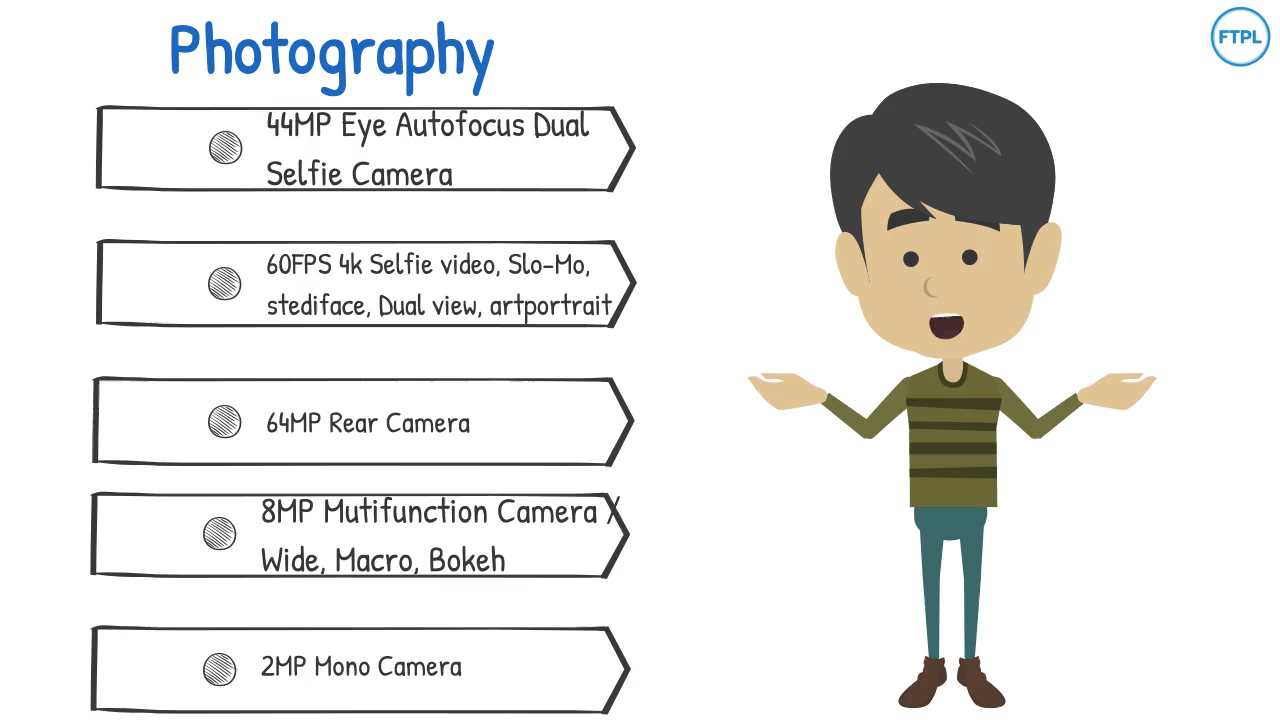 Photography
FTPL
44MP Eye Autofocus Dual
Selfie Camera
60FPS 4k Selfie video, Slo-Mo,
stediface, Dual view, artportrait
64MP Rear Camera
8MP Mutifunction Camera /
Wide, Macro, Bokeh
2MP Mono Camera